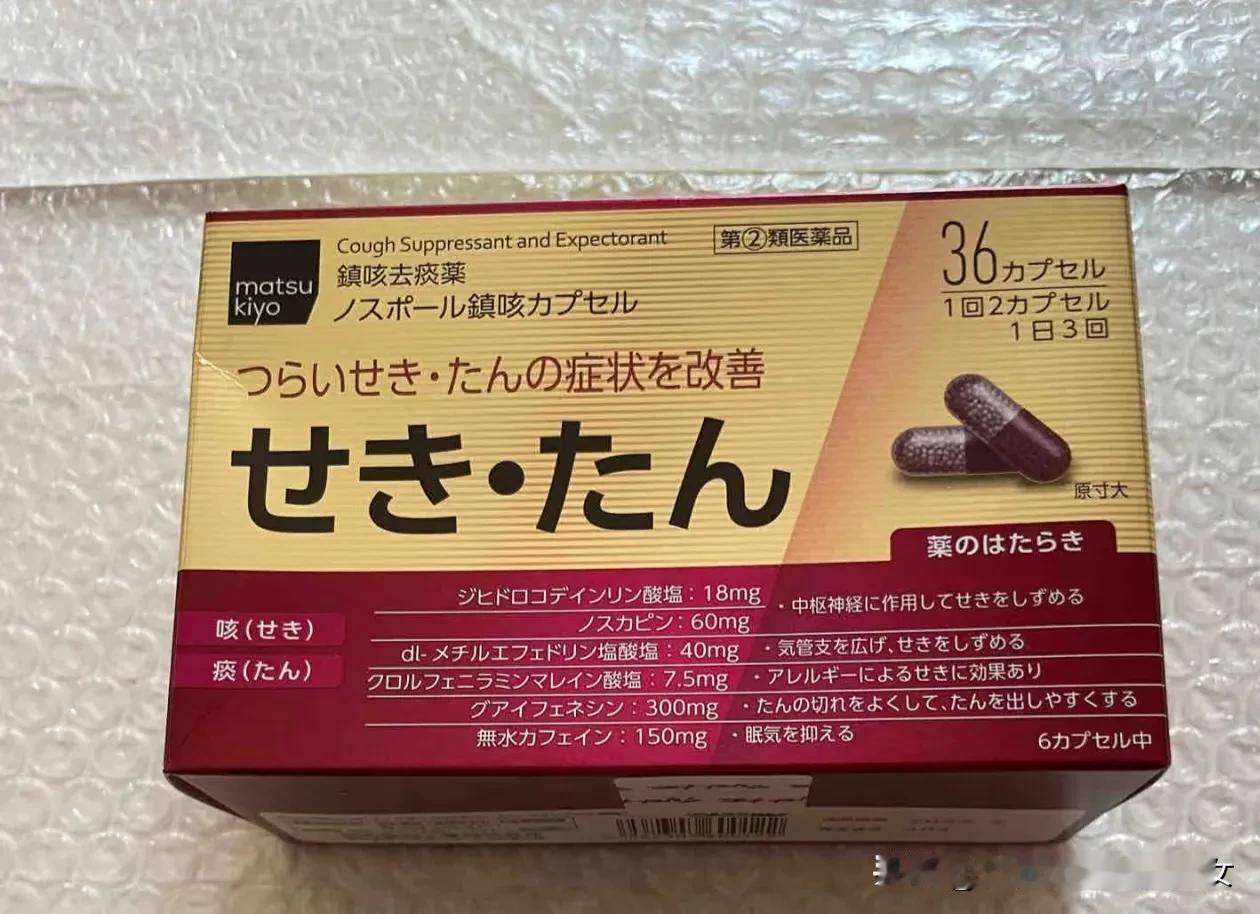 matsu
kiyo
Cough Suppressant and Expectorant
鎮咳去痰薬
ノスポール鎮咳カプセル
第②類医薬品
36カプセル
1回2カプセル
1日3回
つらいせき・たんの症状を改善
せき・たん
原寸大
薬のはたらき
咳(せき)
痰(たん)
ジヒドロコデインリン酸塩:18mg
ノスカピン:60mg
・中枢神経に作用してせきをしずめる
dl-メチルエフェドリン塩酸塩:40mg ・気管支を広げ、せきをしずめる
クロルフェニラミンマレイン酸塩:7.5mg ・アレルギーによるせきに効果あり
グアイフェネシン:300mg ・たんの切れをよくして、たんを出しやすくする
無水カフェイン:150mg ・眠気を抑える
6カプセル中